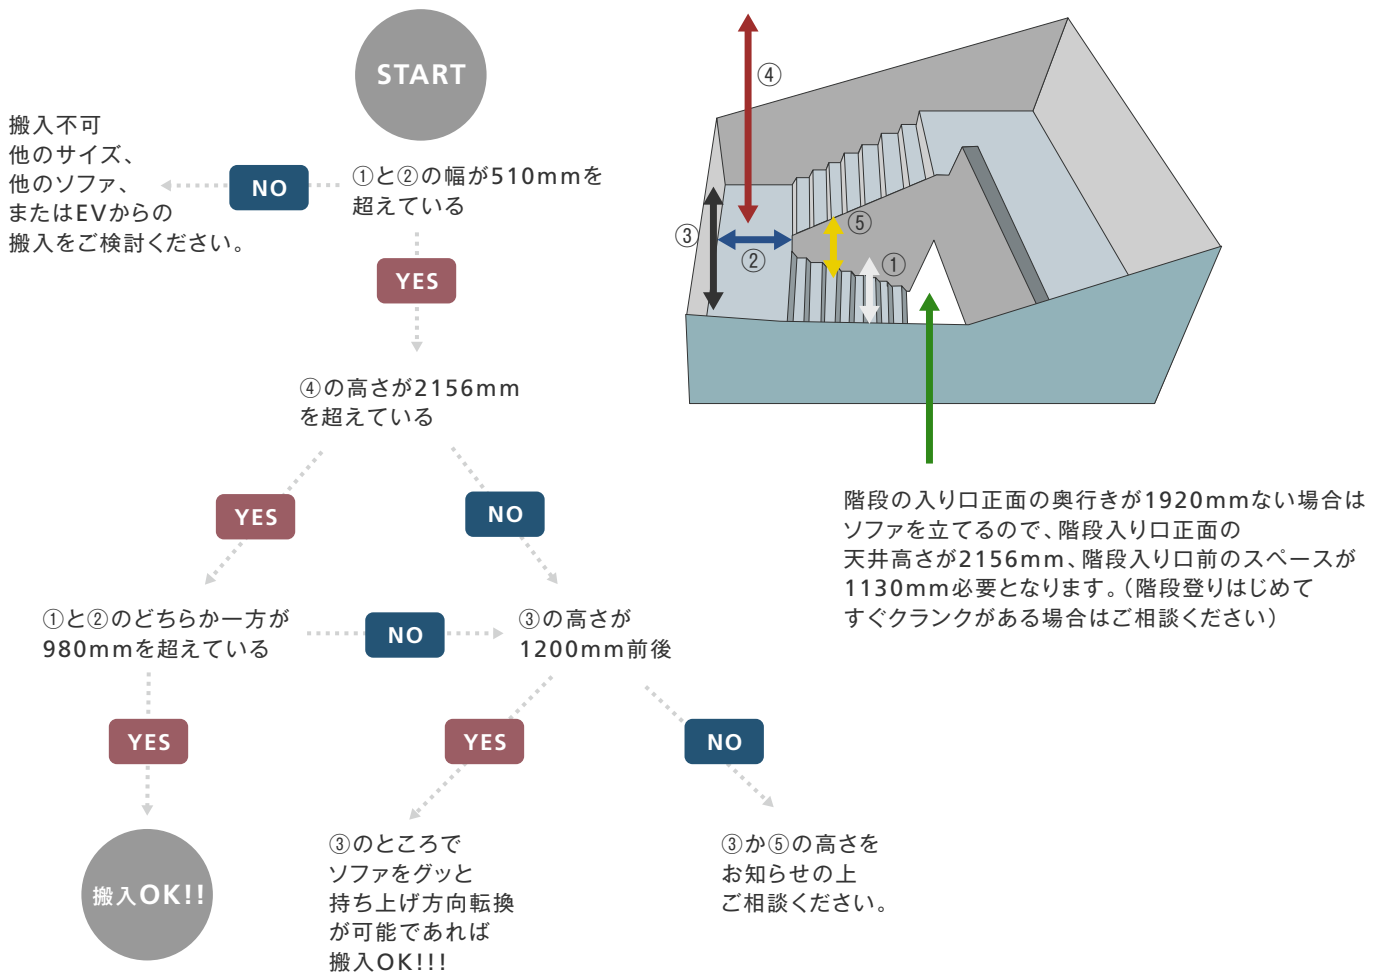 START
搬入不可
他のサイズ、
他のソファ、
またはEVからの
搬入をご検討ください。
NO
①と②の幅が510mmを
超えている
YES
④の高さが2156mm
を超えている
YES
NO
①と②のどちらか一方が
980mmを超えている
NO
③の高さが
1200mm前後
YES
YES
NO
搬入OK!!
③のところで
ソファをグッと
持ち上げ方向転換
が可能であれば
搬入OK!!!
③か⑤の高さを
お知らせの上
ご相談ください。
④
③
②
⑤
①
階段の入り口正面の奥行きが1920mmない場合は
ソファを立てるので、階段入り口正面の
天井高さが2156mm、階段入り口前のスペースが
1130mm必要となります。（階段登りはじめて
すぐクランクがある場合はご相談ください）